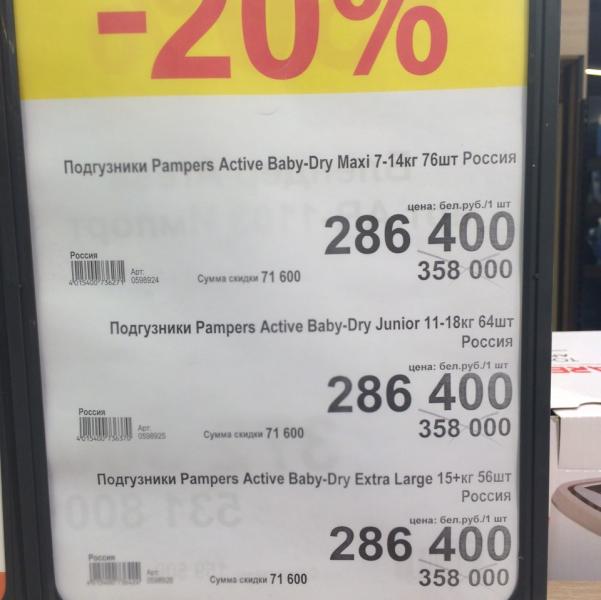 -20%
Подгузники Pampers Active Baby-Dry Maxi 7-14кг 76шт Россия
цена: бел.руб./1 шт
286 400
Россия
Арт:
4015400"736271
0598924
Сумма скидки 71 600
358 000
Подгузники Pampers Active Baby-Dry Junior 11-18кг 64шт
Россия
цена: бел.руб./1 шт
286 400
Россия
Арт:
0598925
Сумма скидки 71 600
358 000
Подгузники Pampers Active Baby-Dry Extra Large 15+кг 56шт
Россия
цена: бел.руб./1 шт
286 400
Россия
Сумма скидки 71 600
358 000